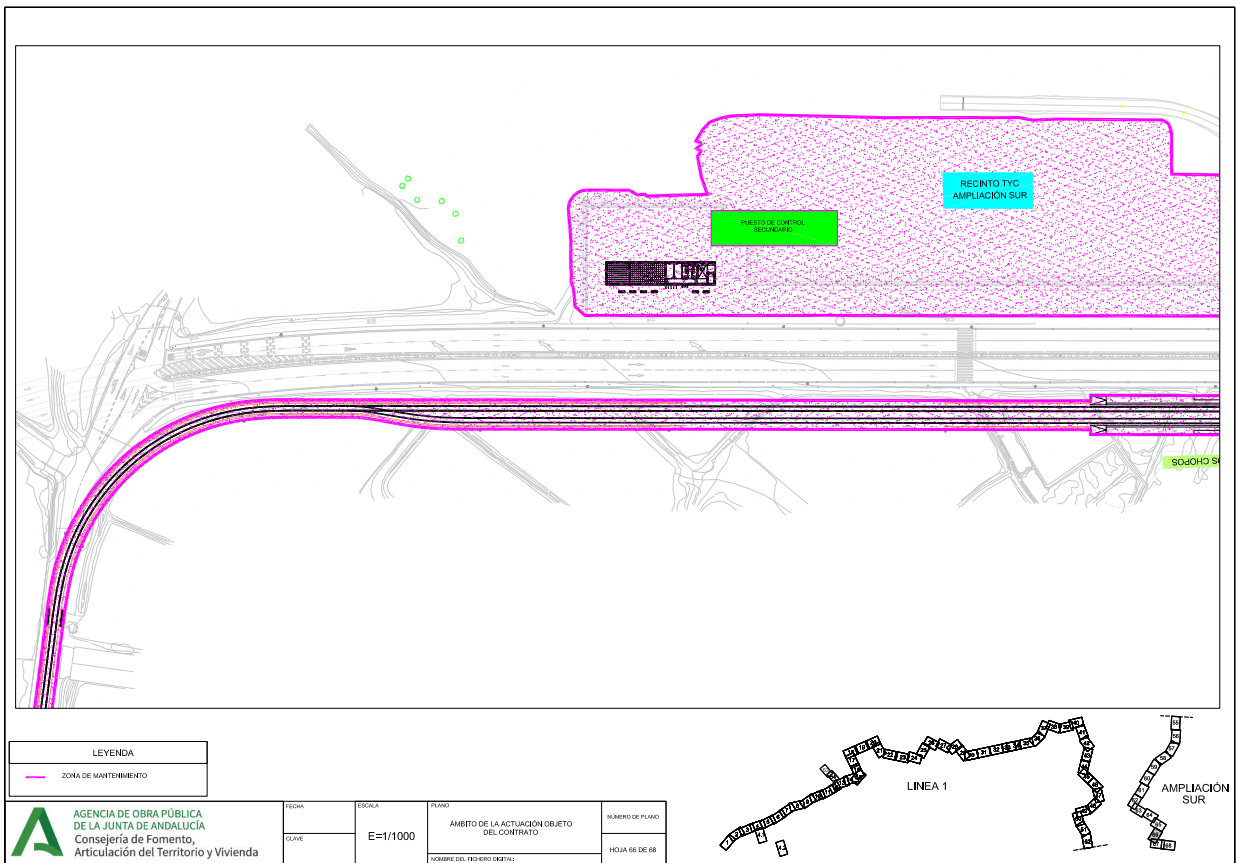 RECINTO TYC
AMPLIACIÓN SUR
PUESTO DE CONTROL
SECUNDARIO
OS CHOPOS
LEYENDA
ZONA DE MANTENIMIENTO
AGENCIA DE OBRA PÚBLICA
DE LA JUNTA DE ANDALUCÍA
Consejería de Fomento,
Articulación del Territorio y Vivienda
FECHA
CLAVE
ESCALA
E=1/1000
PLANO
ÁMBITO DE LA ACTUACIÓN OBJETO
DEL CONTRATO
NOMBRE DEL FICHERO DIGITAL:
NÚMERO DE PLANO
HOJA 66 DE 68
LINEA 1
AMPLIACIÓN
SUR